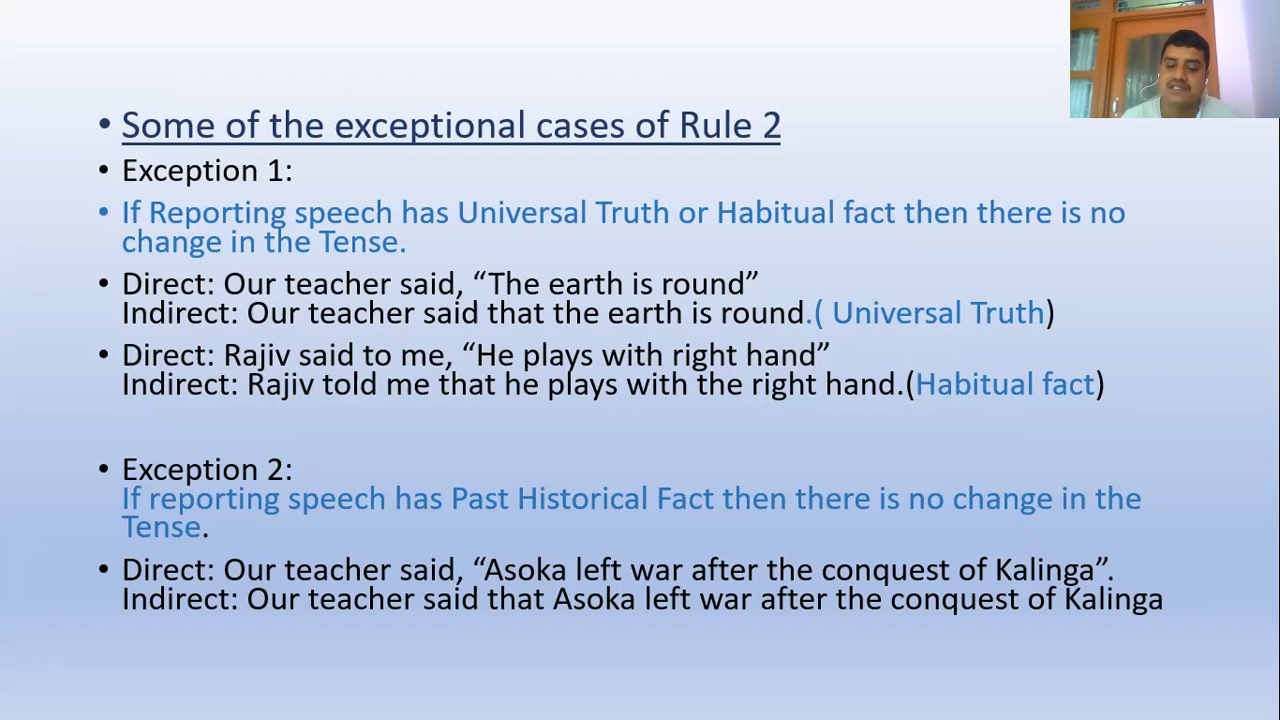 • Some of the exceptional cases of Rule 2
• Exception 1:
• If Reporting speech has Universal Truth or Habitual fact then there is no
change in the Tense.
• Direct: Our teacher said, “The earth is round”
Indirect: Our teacher said that the earth is round.( Universal Truth)
• Direct: Rajiv said to me, “He plays with right hand”
Indirect: Rajiv told me that he plays with the right hand.(Habitual fact)
• Exception 2:
If reporting speech has Past Historical Fact then there is no change in the
Tense.
• Direct: Our teacher said, “Asoka left war after the conquest of Kalinga”.
Indirect: Our teacher said that Asoka left war after the conquest of Kalinga